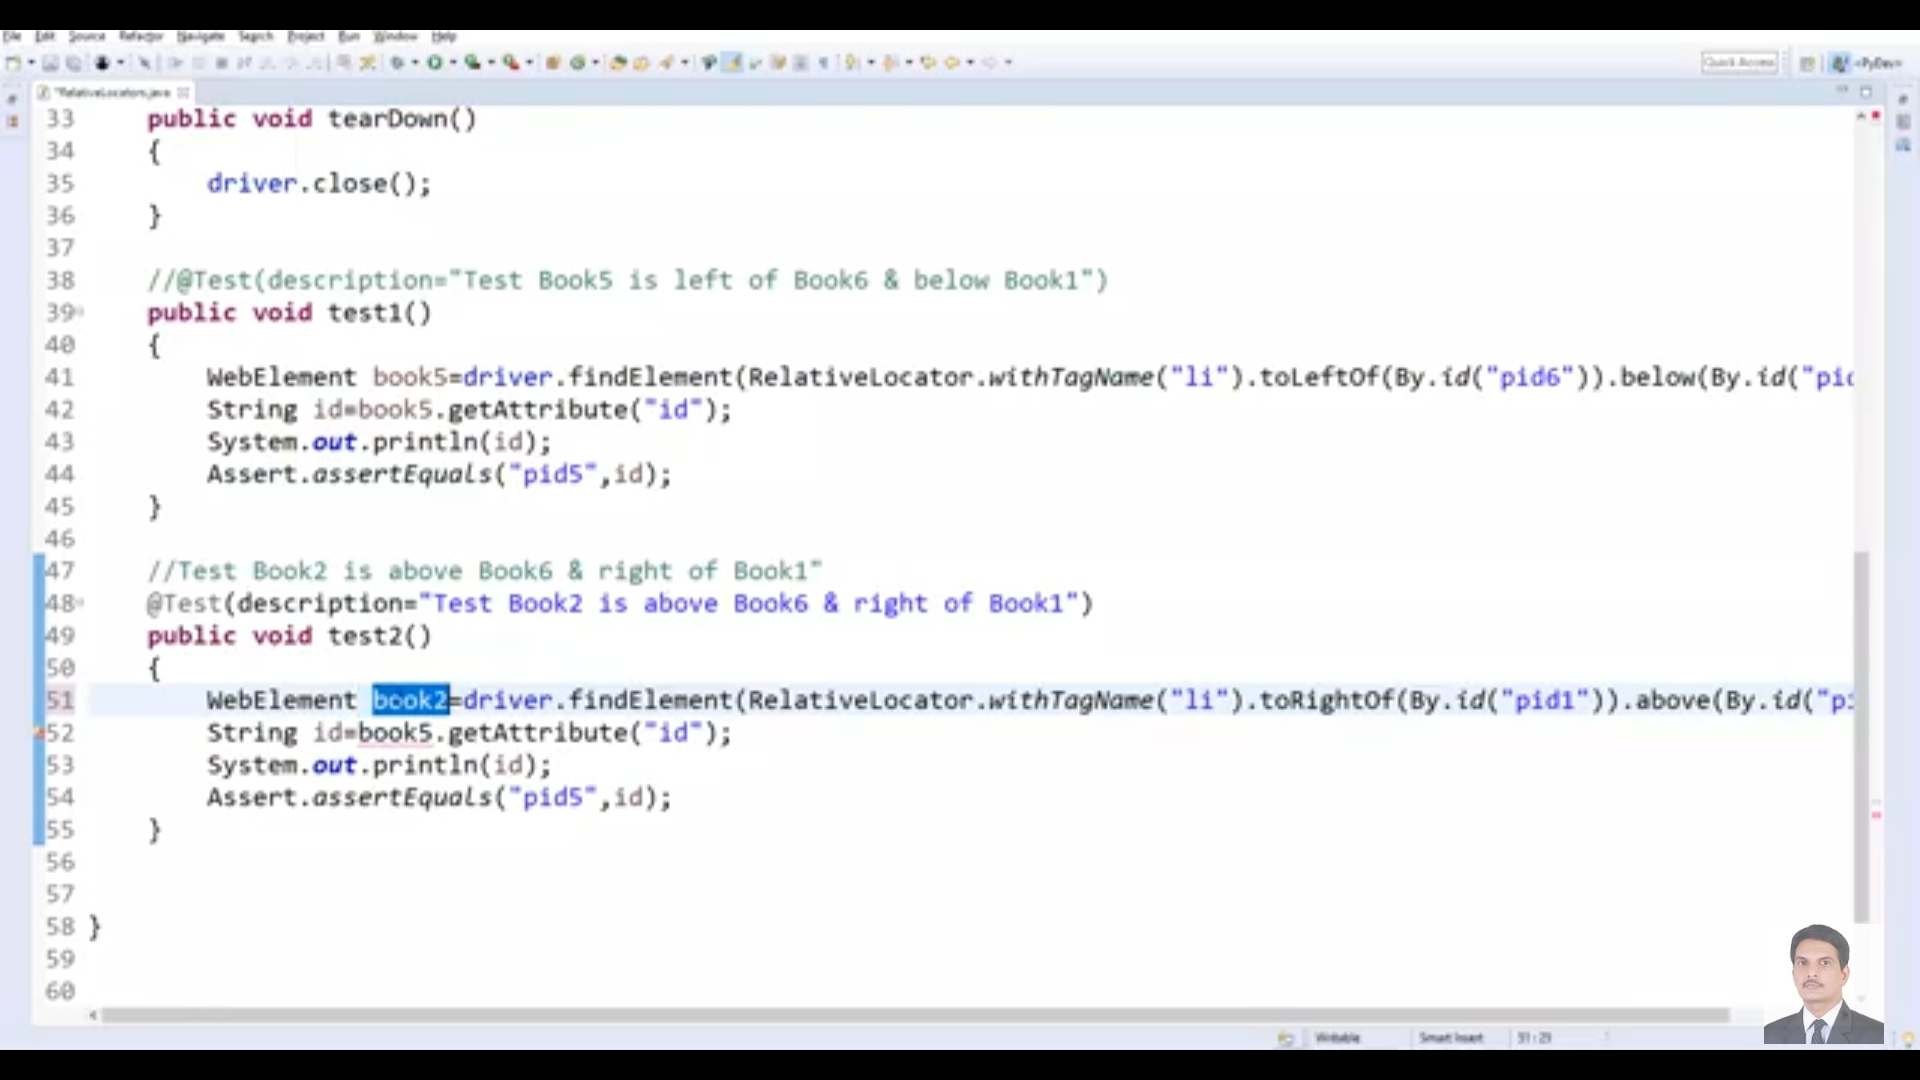 File Edit Source Refactor Navigate Search Project Run Window Help
Quick Access
<PyDev>
*RelativeLocators.java
33 public void tearDown()
34 {
35 driver.close();
36 }
37
38 //@Test(description="Test Book5 is left of Book6 & below Book1")
39 public void test1()
40 {
41 WebElement book5=driver.findElement(RelativeLocator.withTagName("li").toLeftOf(By.id("pid6")).below(By.id("pid
42 String id=book5.getAttribute("id");
43 System.out.println(id);
44 Assert.assertEquals("pid5",id);
45 }
46
47 //Test Book2 is above Book6 & right of Book1"
48 @Test(description="Test Book2 is above Book6 & right of Book1")
49 public void test2()
50 {
51 WebElement book2=driver.findElement(RelativeLocator.withTagName("li").toRightOf(By.id("pid1")).above(By.id("pi
52 String id=book5.getAttribute("id");
53 System.out.println(id);
54 Assert.assertEquals("pid5",id);
55 }
56
57
58 }
59
60
Writable Smart Insert 51 : 23